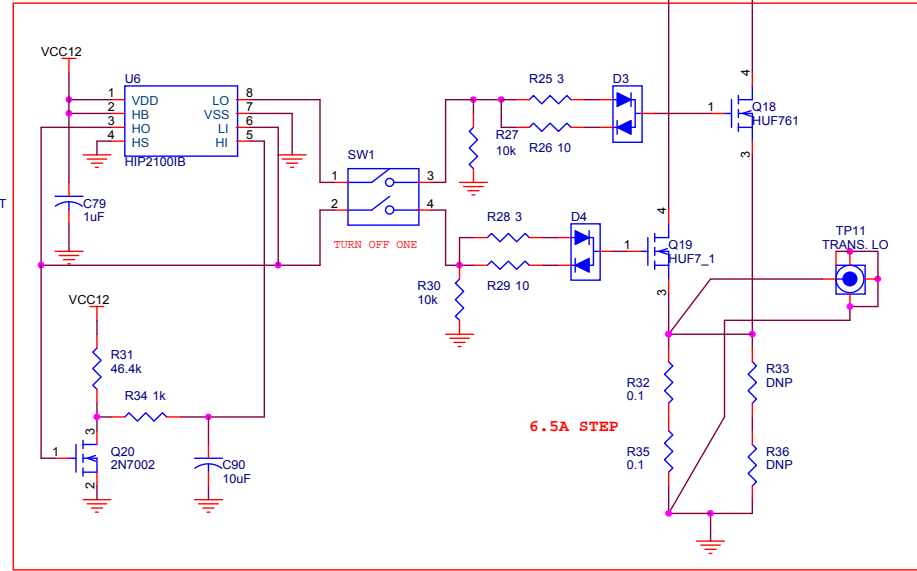 VCC12
U6
1 VDD LO 8
2 HB VSS 7
3 HO LI 6
4 HS HI 5
HIP2100IB
C79
1uF
T
SW1
1 3
2 4
TURN OFF ONE
R25 3
R26 10
R27
10k
D3
1
4
Q18
HUF761
3
R28 3
R29 10
R30
10k
D4
1
4
Q19
HUF7_1
3
TP11
TRANS. LO
VCC12
R31
46.4k
R34 1k
3
1
Q20
2N7002
2
C90
10uF
R32
0.1
R33
DNP
6.5A STEP
R35
0.1
R36
DNP